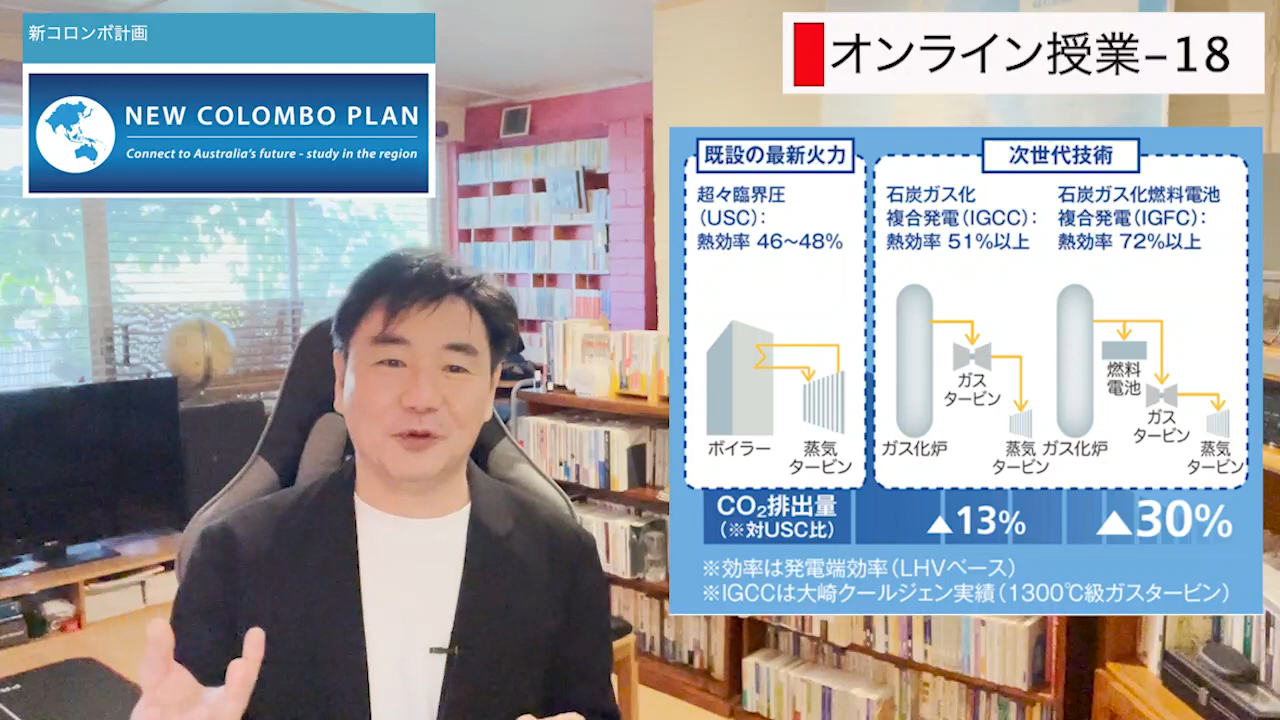 新コロンボ計画
NEW COLOMBO PLAN
Connect to Australia's future - study in the region
オンライン授業-18
既設の最新火力
次世代技術
超々臨界圧
（USC）：
熱効率 46～48%
石炭ガス化
複合発電（IGCC）：
熱効率 51%以上
石炭ガス化燃料電池
複合発電（IGFC）：
熱効率 72%以上
ボイラー
蒸気
タービン
ガス化炉
ガス
タービン
蒸気
タービン
ガス化炉
燃料
電池
ガス
タービン
蒸気
タービン
CO₂排出量
（※対USC比）
▲13%
▲30%
※効率は発電端効率（LHVベース）
※IGCCは大崎クールジェン実績（1300℃級ガスタービン）